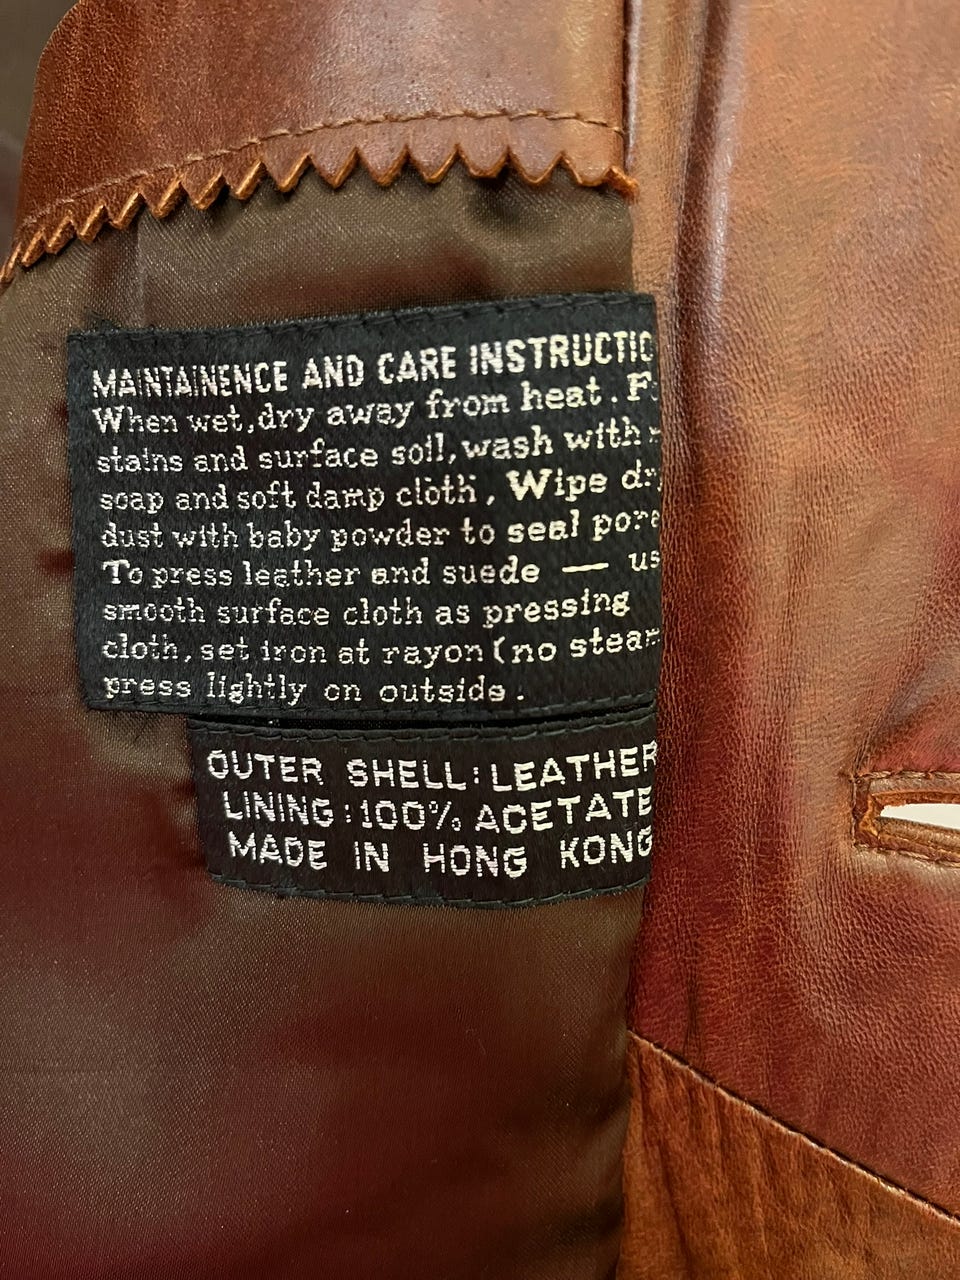 MAINTAINENCE AND CARE INSTRUCTIO
When wet,dry away from heat. F
stains and surface soil,wash with
soap and soft damp cloth, Wipe dr
dust with baby powder to seal pore
To press leather and suede — us
smooth surface cloth as pressing
cloth, set iron at rayon (no steam
press lightly on outside.
OUTER SHELL:LEATHER
LINING:100% ACETATE
MADE IN HONG KONG